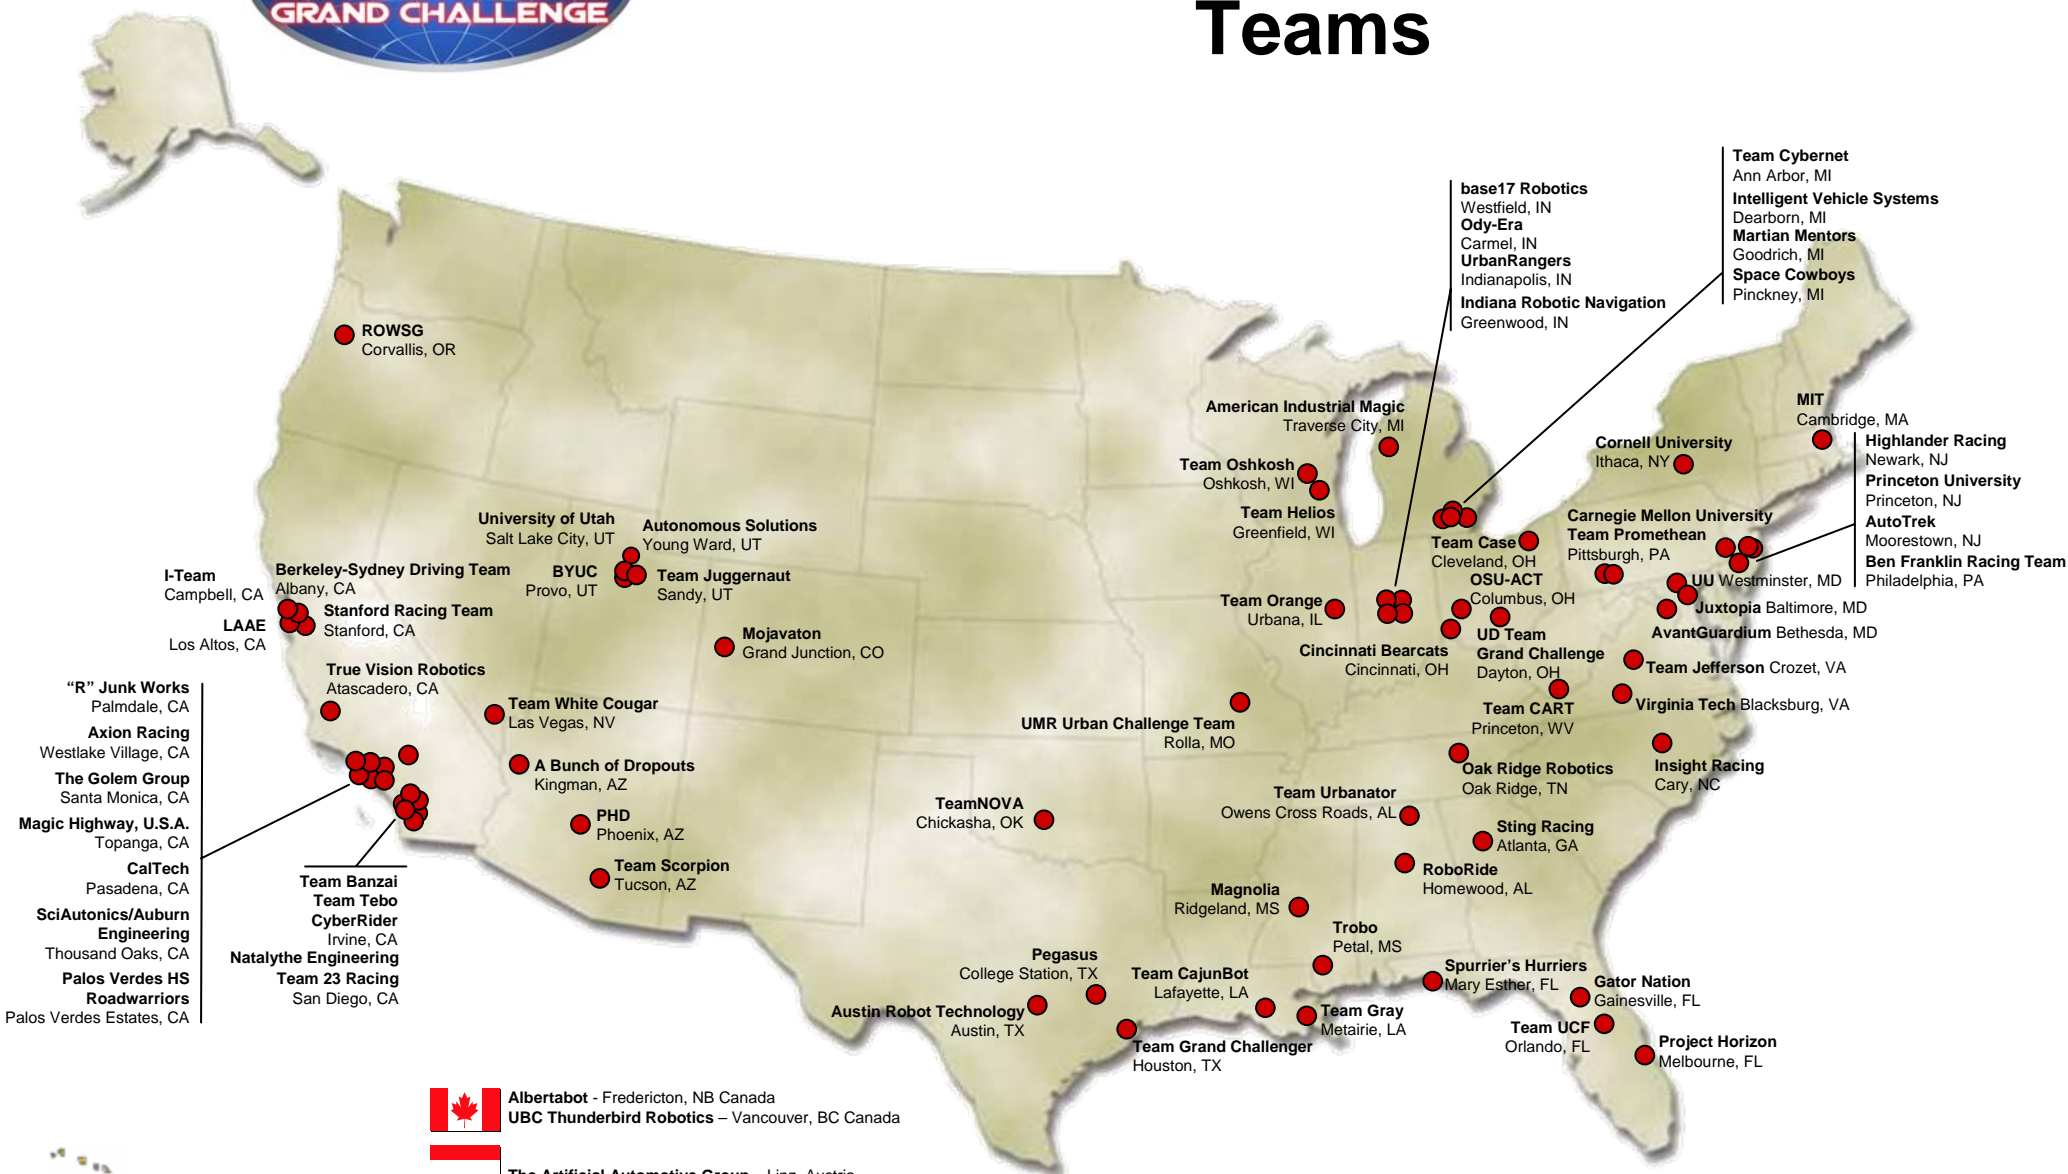 GRAND CHALLENGE
Teams
Team Cybernet
Ann Arbor, MI
Intelligent Vehicle Systems
Dearborn, MI
Martian Mentors
Goodrich, MI
Space Cowboys
Pinckney, MI
base17 Robotics
Westfield, IN
Ody-Era
Carmel, IN
UrbanRangers
Indianapolis, IN
Indiana Robotic Navigation
Greenwood, IN
ROWSG
Corvallis, OR
American Industrial Magic
Traverse City, MI
MIT
Cambridge, MA
Cornell University
Ithaca, NY
Highlander Racing
Newark, NJ
Princeton University
Princeton, NJ
AutoTrek
Moorestown, NJ
Ben Franklin Racing Team
Philadelphia, PA
Team Oshkosh
Oshkosh, WI
Team Helios
Greenfield, WI
University of Utah
Salt Lake City, UT
Autonomous Solutions
Young Ward, UT
Carnegie Mellon University
Team Promethean
Pittsburgh, PA
Team Case
Cleveland, OH
I-Team
Campbell, CA
Berkeley-Sydney Driving Team
Albany, CA
BYUC
Provo, UT
Team Juggernaut
Sandy, UT
OSU-ACT
Columbus, OH
UU Westminster, MD
Juxtopia Baltimore, MD
AvantGuardium Bethesda, MD
Stanford Racing Team
Stanford, CA
LAAE
Los Altos, CA
Team Orange
Urbana, IL
Mojavaton
Grand Junction, CO
Cincinnati Bearcats
Cincinnati, OH
UD Team
Grand Challenge
Dayton, OH
Team Jefferson Crozet, VA
True Vision Robotics
Atascadero, CA
“R” Junk Works
Palmdale, CA
Axion Racing
Westlake Village, CA
The Golem Group
Santa Monica, CA
Magic Highway, U.S.A.
Topanga, CA
CalTech
Pasadena, CA
SciAutonics/Auburn
Engineering
Thousand Oaks, CA
Palos Verdes HS
Roadwarriors
Palos Verdes Estates, CA
Team White Cougar
Las Vegas, NV
UMR Urban Challenge Team
Rolla, MO
Team CART
Princeton, WV
Virginia Tech Blacksburg, VA
A Bunch of Dropouts
Kingman, AZ
Oak Ridge Robotics
Oak Ridge, TN
Insight Racing
Cary, NC
PHD
Phoenix, AZ
TeamNOVA
Chickasha, OK
Team Urbanator
Owens Cross Roads, AL
Sting Racing
Atlanta, GA
Team Banzai
Team Tebo
CyberRider
Irvine, CA
Natalythe Engineering
Team 23 Racing
San Diego, CA
Team Scorpion
Tucson, AZ
RoboRide
Homewood, AL
Magnolia
Ridgeland, MS
Trobo
Petal, MS
Pegasus
College Station, TX
Team CajunBot
Lafayette, LA
Spurrier’s Hurriers
Mary Esther, FL
Gator Nation
Gainesville, FL
Austin Robot Technology
Austin, TX
Team Gray
Metairie, LA
Team UCF
Orlando, FL
Team Grand Challenger
Houston, TX
Project Horizon
Melbourne, FL
Albertabot - Fredericton, NB Canada
UBC Thunderbird Robotics – Vancouver, BC Canada
The Artificial Automotive Group – Linz, Austria